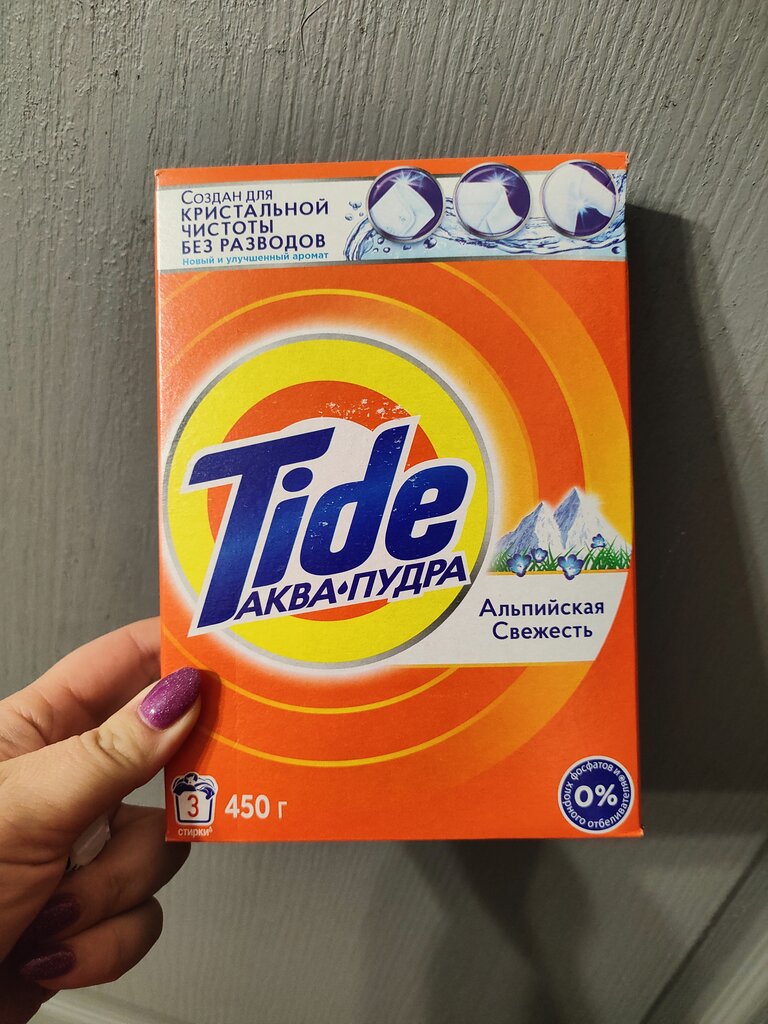 Создан для
КРИСТАЛЬНОЙ
ЧИСТОТЫ
БЕЗ РАЗВОДОВ
Новый и улучшенный аромат
Tide
АКВА•ПУДРА
Альпийская
Свежесть
3
стирки
450 г
фосфатов и
0%
хлорного отбеливателя